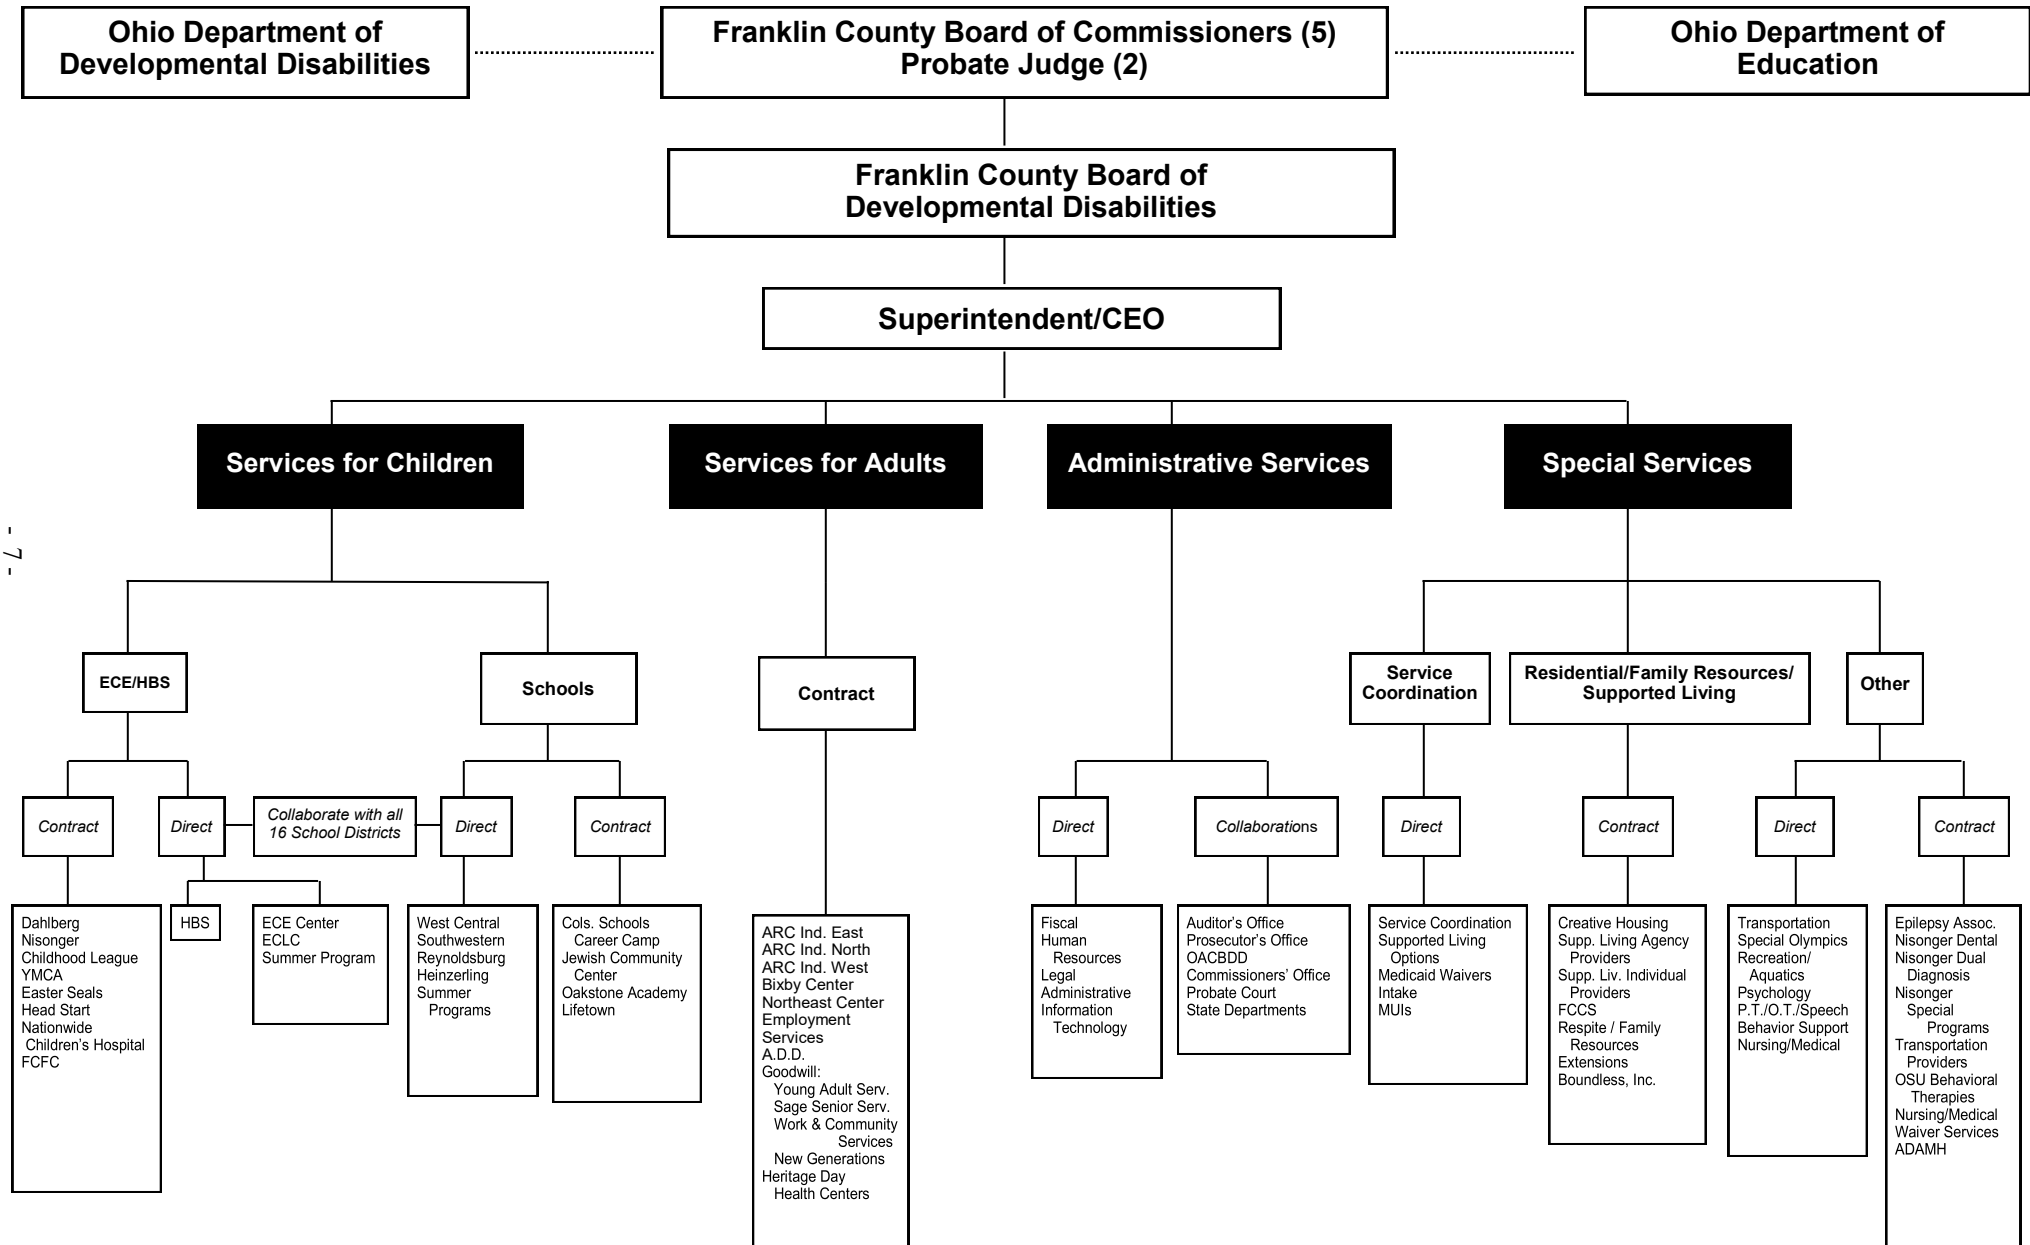 Ohio Department of
Developmental Disabilities
Franklin County Board of Commissioners (5)
Probate Judge (2)
Ohio Department of
Education
Franklin County Board of
Developmental Disabilities
Superintendent/CEO
Services for Children
Services for Adults
Administrative Services
Special Services
- 7 -
ECE/HBS
Schools
Contract
Service
Coordination
Residential/Family Resources/
Supported Living
Other
Contract
Direct
Collaborate with all
16 School Districts
Direct
Contract
Direct
Collaborations
Direct
Contract
Direct
Contract
Dahlberg
Nisonger
Childhood League
YMCA
Easter Seals
Head Start
Nationwide
Children's Hospital
FCFC
HBS
ECE Center
ECLC
Summer Program
West Central
Southwestern
Reynoldsburg
Heinzerling
Summer
Programs
Cols. Schools
Career Camp
Jewish Community
Center
Oakstone Academy
Lifetown
ARC Ind. East
ARC Ind. North
ARC Ind. West
Bixby Center
Northeast Center
Employment
Services
A.D.D.
Goodwill:
Young Adult Serv.
Sage Senior Serv.
Work & Community
Services
New Generations
Heritage Day
Health Centers
Fiscal
Human
Resources
Legal
Administrative
Information
Technology
Auditor's Office
Prosecutor's Office
OACBDD
Commissioners' Office
Probate Court
State Departments
Service Coordination
Supported Living
Options
Medicaid Waivers
Intake
MUIs
Creative Housing
Supp. Living Agency
Providers
Supp. Liv. Individual
Providers
FCCS
Respite / Family
Resources
Extensions
Boundless, Inc.
Transportation
Special Olympics
Recreation/
Aquatics
Psychology
P.T./O.T./Speech
Behavior Support
Nursing/Medical
Epilepsy Assoc.
Nisonger Dental
Nisonger Dual
Diagnosis
Nisonger
Special
Programs
Transportation
Providers
OSU Behavioral
Therapies
Nursing/Medical
Waiver Services
ADAMH